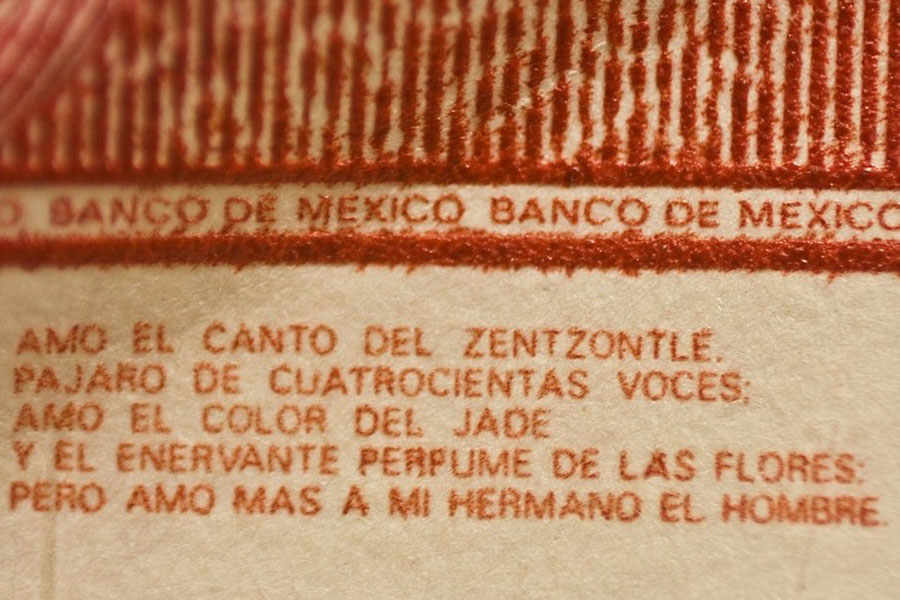 O BANCO DE MEXICO BANCO DE MEXICO
AMO EL CANTO DEL ZENTZONTLE.
PAJARO DE CUATROCIENTAS VOCES;
AMO EL COLOR DEL JADE
Y EL ENERVANTE PERFUME DE LAS FLORES;
PERO AMO MAS A MI HERMANO EL HOMBRE.